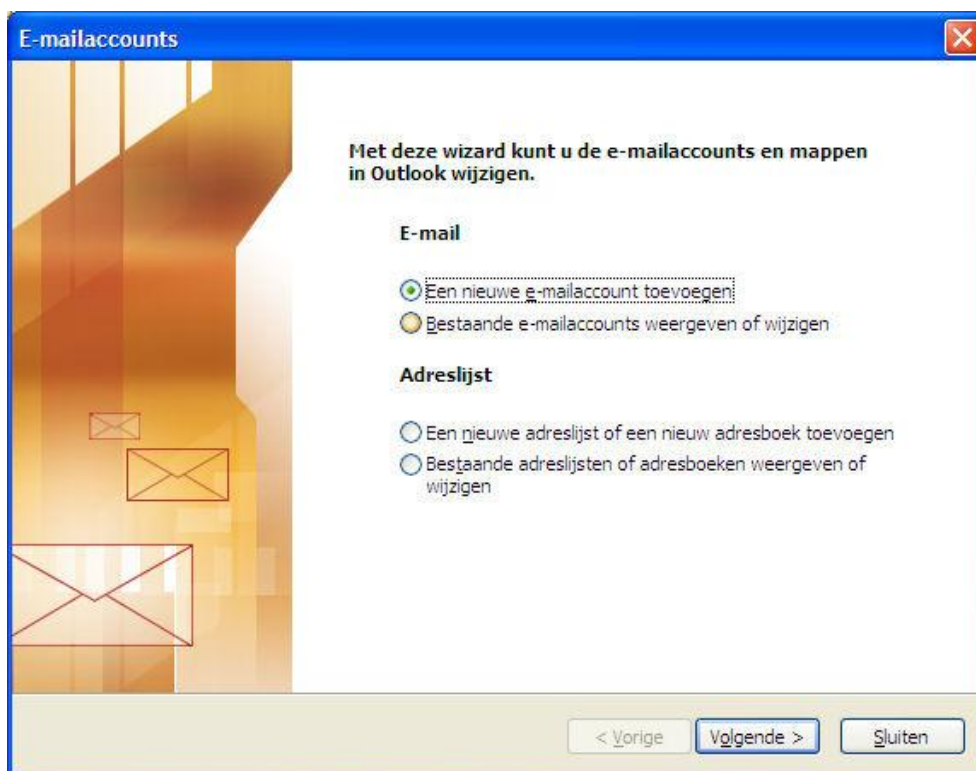 E-mailaccounts
Met deze wizard kunt u de e-mailaccounts en mappen
in Outlook wijzigen.
E-mail
Een nieuwe e-mailaccount toevoegen
Bestaande e-mailaccounts weergeven of wijzigen
Adreslijst
Een nieuwe adreslijst of een nieuw adresboek toevoegen
Bestaande adreslijsten of adresboeken weergeven of
wijzigen
< Vorige
Volgende >
Sluiten